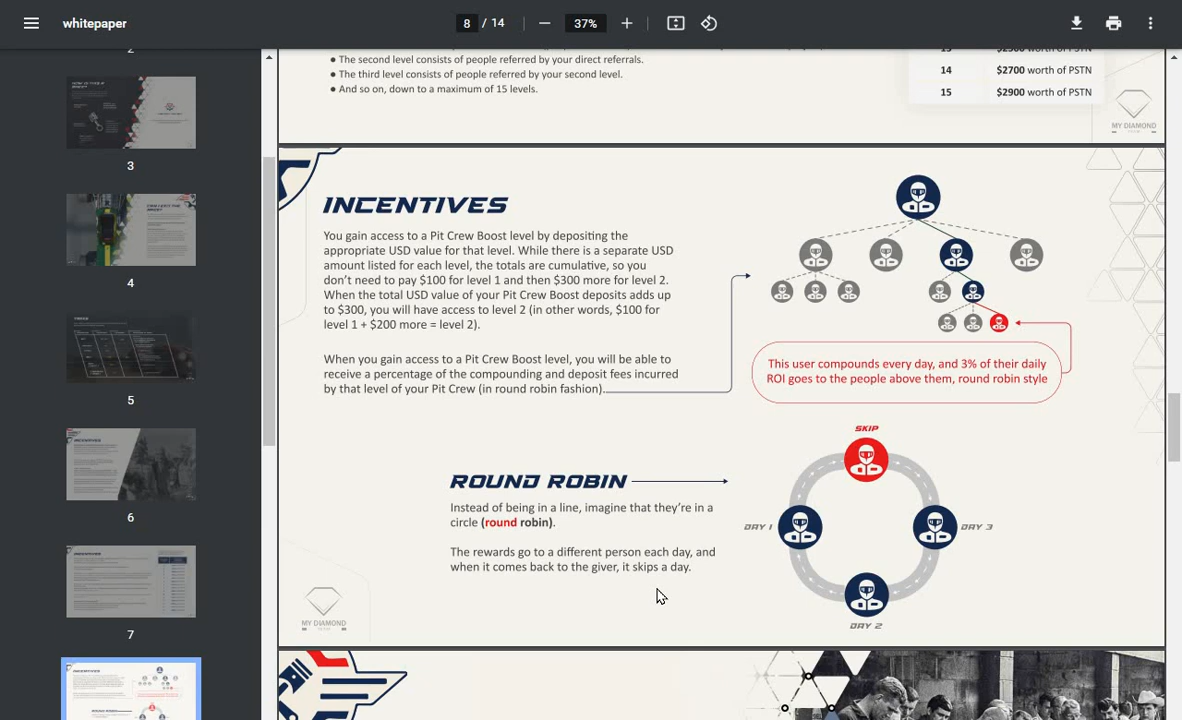 whitepaper
8 / 14
37%
2
3
4
5
6
7
● The second level consists of people referred by your direct referrals.
● The third level consists of people referred by your second level.
● And so on, down to a maximum of 15 levels.
14 $2700 worth of PSTN
15 $2900 worth of PSTN
MY DIAMOND
INCENTIVES
You gain access to a Pit Crew Boost level by depositing the
appropriate USD value for that level. While there is a separate USD
amount listed for each level, the totals are cumulative, so you
don't need to pay $100 for level 1 and then $300 more for level 2.
When the total USD value of your Pit Crew Boost deposits adds up
to $300, you will have access to level 2 (in other words, $100 for
level 1 + $200 more = level 2).
When you gain access to a Pit Crew Boost level, you will be able to
receive a percentage of the compounding and deposit fees incurred
by that level of your Pit Crew (in round robin fashion).
This user compounds every day, and 3% of their daily
ROI goes to the people above them, round robin style
ROUND ROBIN
Instead of being in a line, imagine that they're in a
circle (round robin).
The rewards go to a different person each day, and
when it comes back to the giver, it skips a day.
SKIP
DAY 1
DAY 3
DAY 2
MY DIAMOND